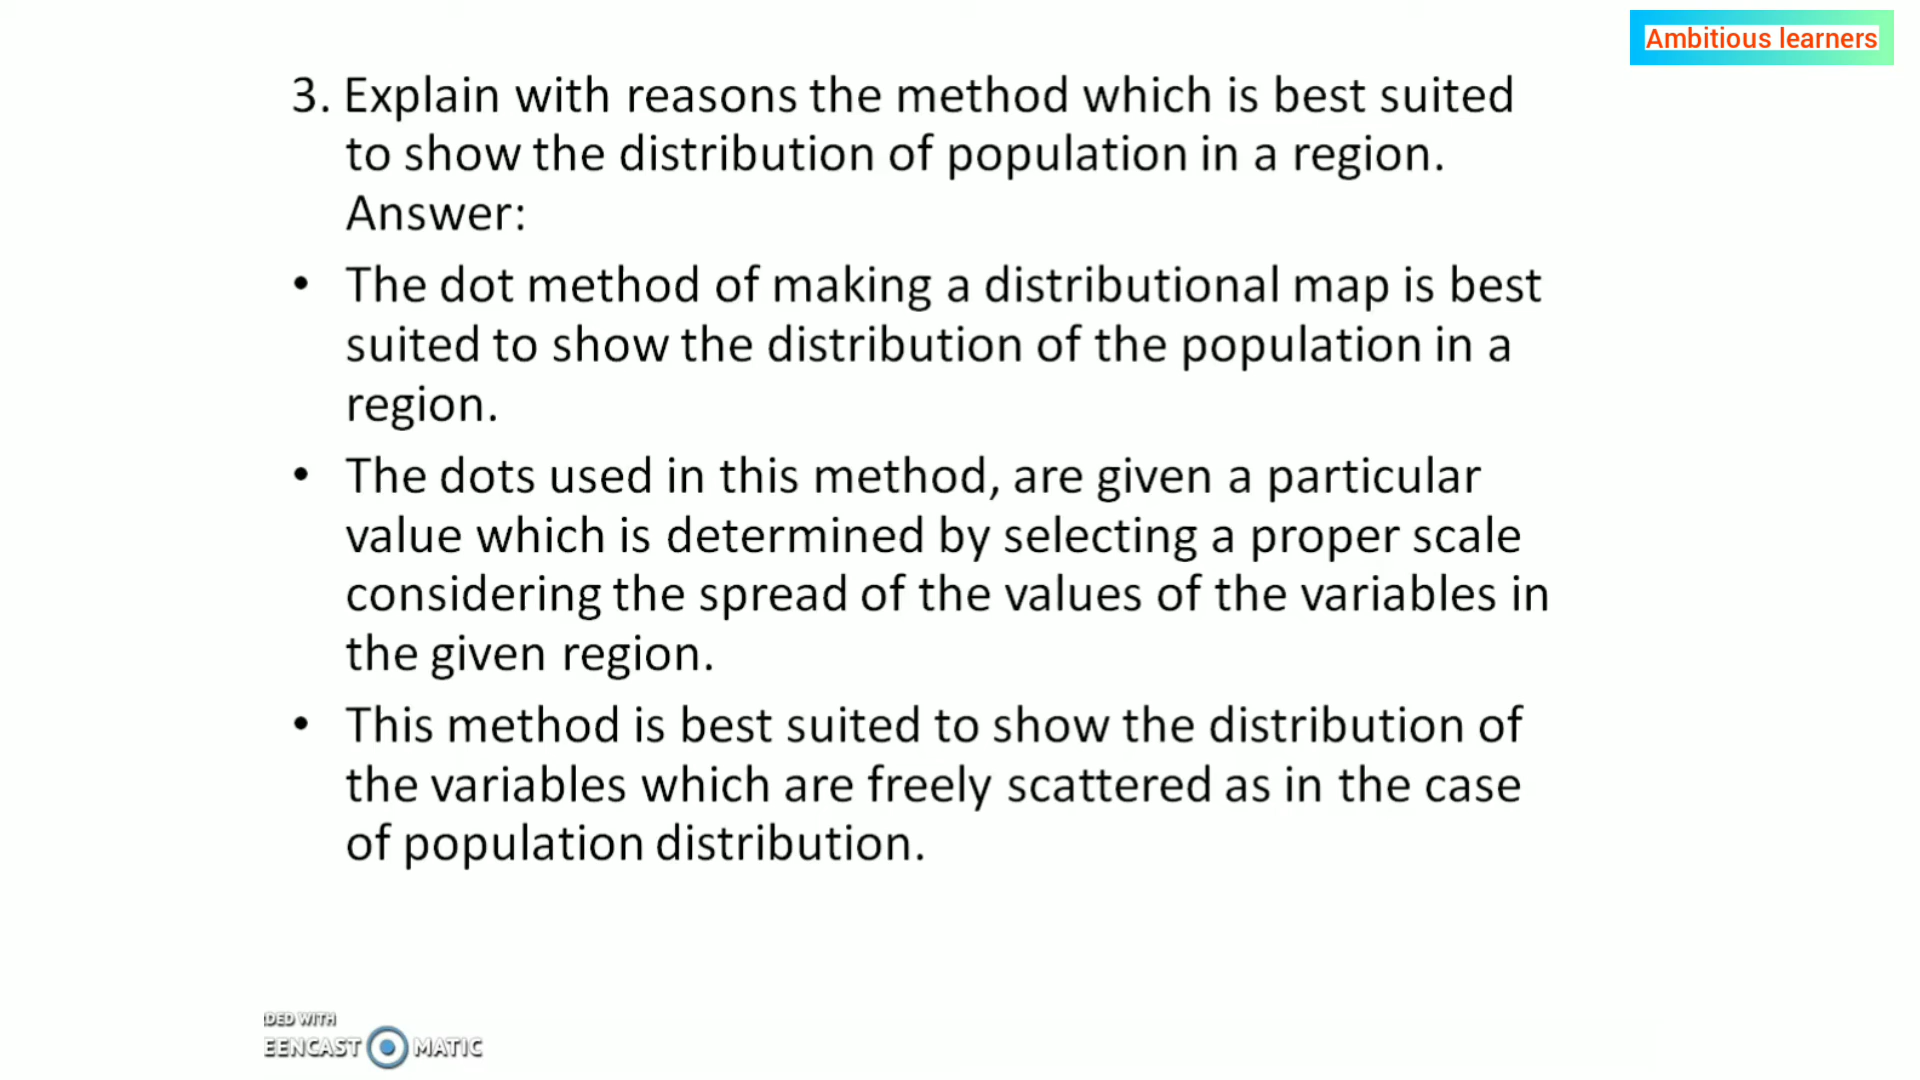 Ambitious learners
3. Explain with reasons the method which is best suited
to show the distribution of population in a region.
Answer:
• The dot method of making a distributional map is best
suited to show the distribution of the population in a
region.
• The dots used in this method, are given a particular
value which is determined by selecting a proper scale
considering the spread of the values of the variables in
the given region.
• This method is best suited to show the distribution of
the variables which are freely scattered as in the case
of population distribution.
DED WITH
EENCAST MATIC